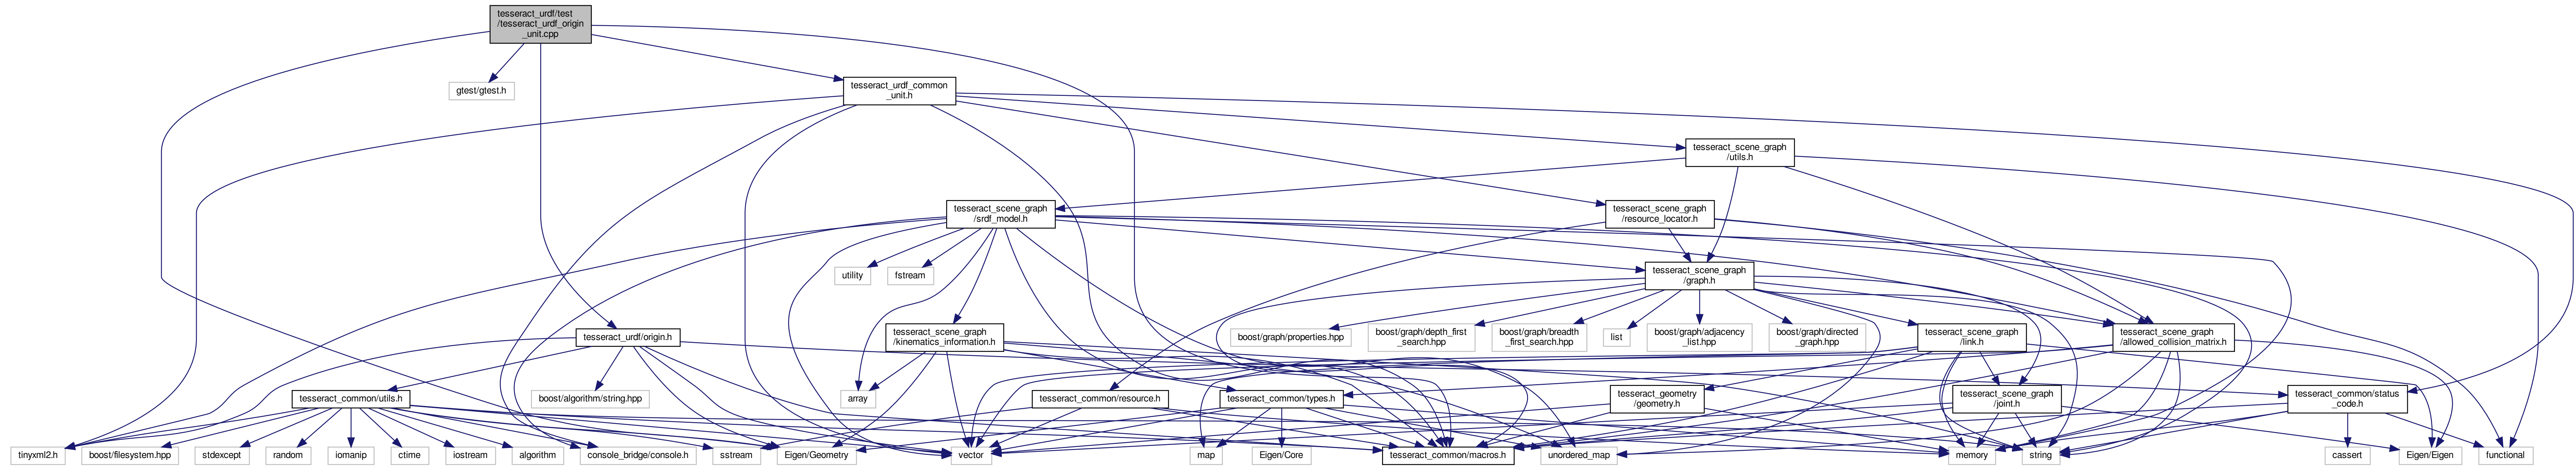 tesseract_urdf/test
/tesseract_urdf_origin
_unit.cpp
gtest/gtest.h
tesseract_urdf_common
_unit.h
tesseract_scene_graph
/utils.h
tesseract_scene_graph
/srdf_model.h
tesseract_scene_graph
/resource_locator.h
utility
fstream
tesseract_scene_graph
/graph.h
tesseract_urdf/origin.h
tesseract_scene_graph
/kinematics_information.h
boost/graph/properties.hpp
boost/graph/depth_first
_search.hpp
boost/graph/breadth
_first_search.hpp
list
boost/graph/adjacency
_list.hpp
boost/graph/directed
_graph.hpp
tesseract_scene_graph
/link.h
tesseract_scene_graph
/allowed_collision_matrix.h
tesseract_common/utils.h
boost/algorithm/string.hpp
array
tesseract_common/resource.h
tesseract_common/types.h
tesseract_geometry
/geometry.h
tesseract_scene_graph
/joint.h
tesseract_common/status
_code.h
tinyxml2.h
boost/filesystem.hpp
stdexcept
random
iomanip
ctime
iostream
algorithm
console_bridge/console.h
sstream
Eigen/Geometry
vector
map
Eigen/Core
tesseract_common/macros.h
unordered_map
memory
string
cassert
Eigen/Eigen
functional